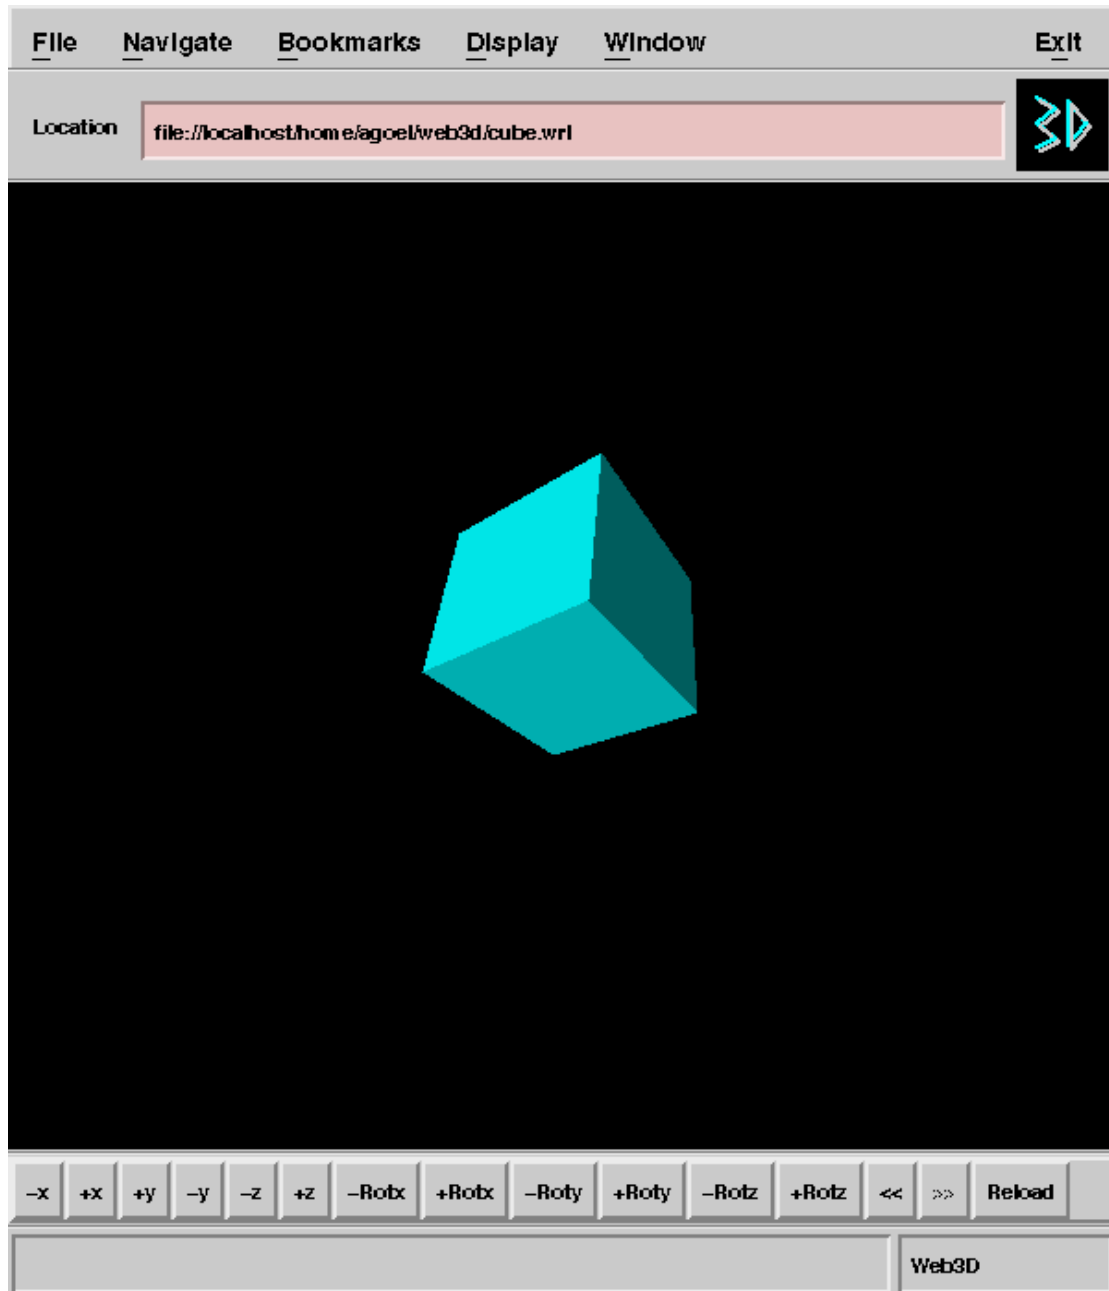 File Navigate Bookmarks Display Window Exit
Location file://localhost/home/agoel/web3d/cube.wrl 3D
-x +x +y -y -z +z -Rotx +Rotx -Roty +Roty -Rotz +Rotz << >> Reload
Web3D